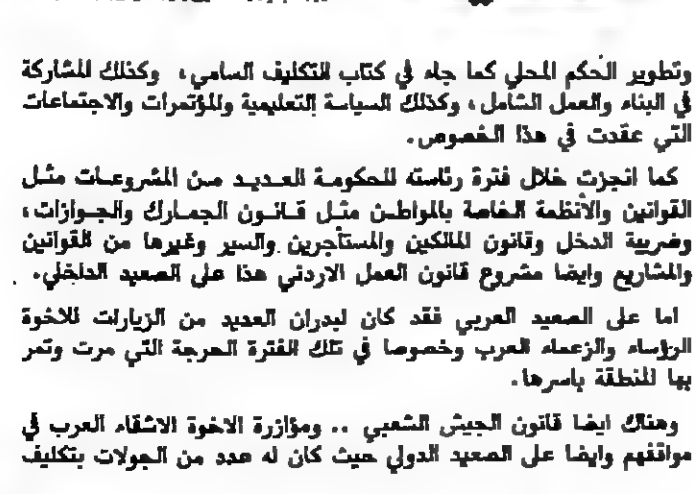 وتطوير الحكم المحلي كما جاء في كتاب التكليف السامي، وكذلك المشاركة
في البناء والعمل الشامل، وكذلك السياسة التعليمية والمؤتمرات والاجتماعات
التي عقدت في هذا الخصوص.
كما انجزت خلال فترة رئاسته للحكومة العديد من المشروعات مثل
القوانين والأنظمة الخاصة بالمواطن مثل قانون الجمارك والجوازات،
وضريبة الدخل وقانون المالكين والمستأجرين والسير وغيرها من القوانين
والمشاريع وايضا مشروع قانون العمل الاردني هذا على الصعيد الداخلي.
اما على الصعيد العربي فقد كان لبدران العديد من الزيارات للاخوة
الرؤساء والزعماء العرب وخصوصا في تلك الفترة الحرجة التي مرت وتمر
بها المنطقة باسرها.
وهناك ايضا قانون الجيش الشعبي .. ومؤازرة الاخوة الاشقاء العرب في
مواقفهم وايضا على الصعيد الدولي حيث كان له عدد من الجولات بتكليف